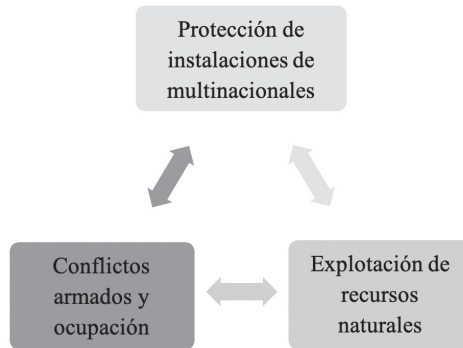 Protección de
instalaciones de
multinacionales
Conflictos
armados y
ocupación
Explotación de
recursos
naturales